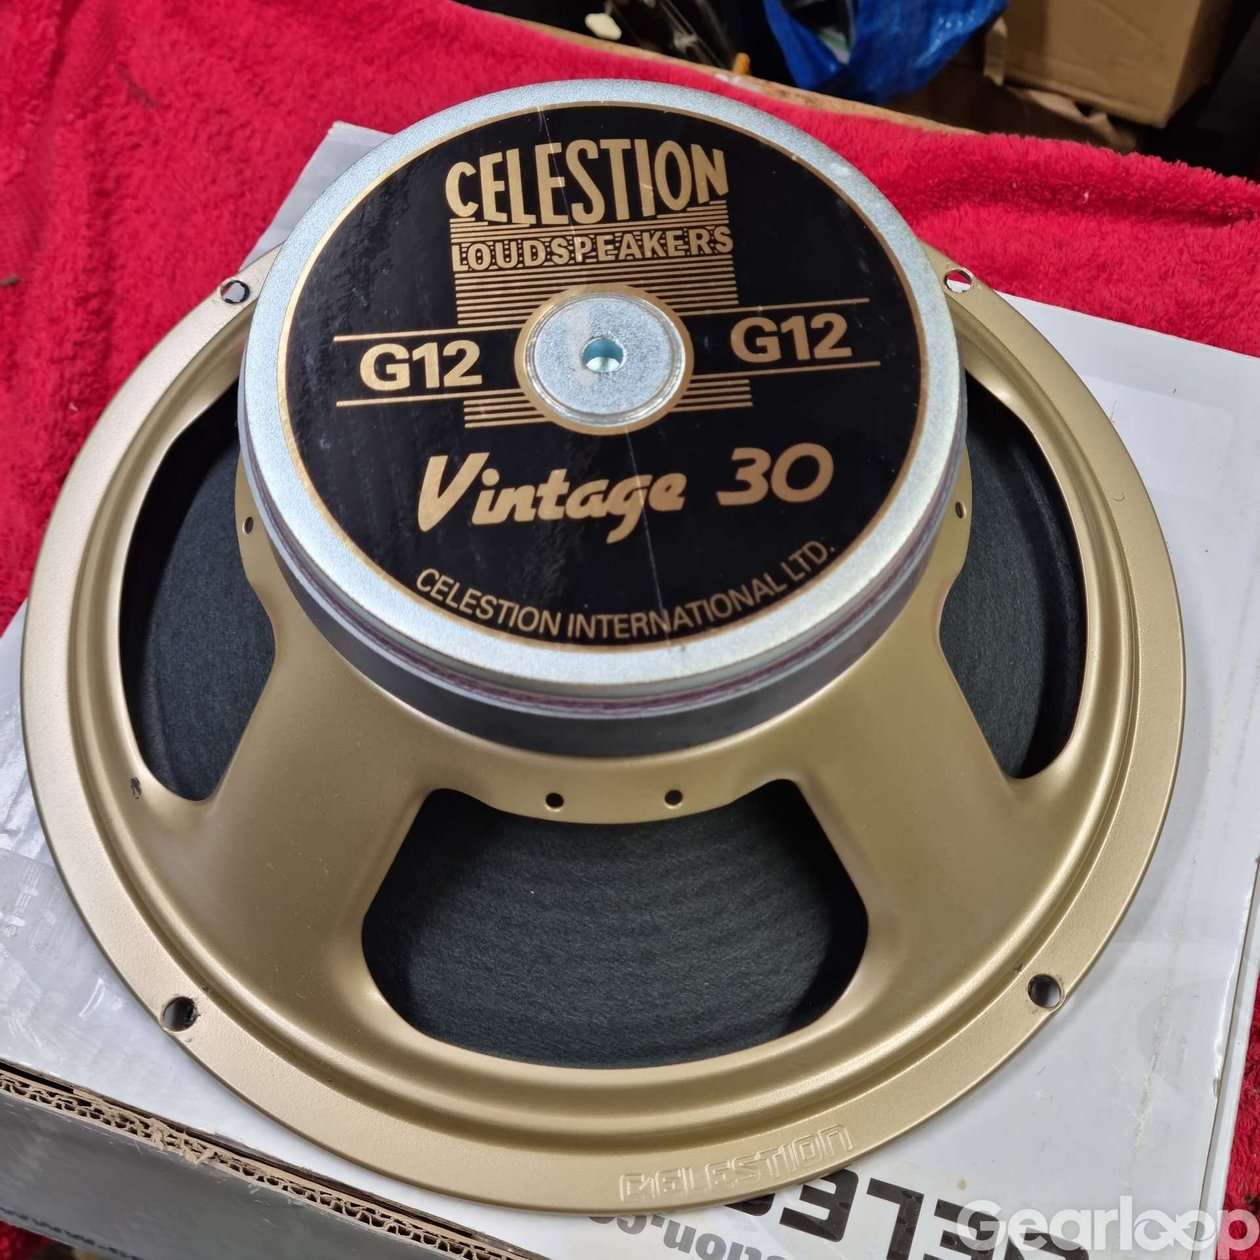 CELESTION
LOUDSPEAKERS
G12 G12
Vintage 30
CELESTION INTERNATIONAL LTD.
CELESTION
Gearloop